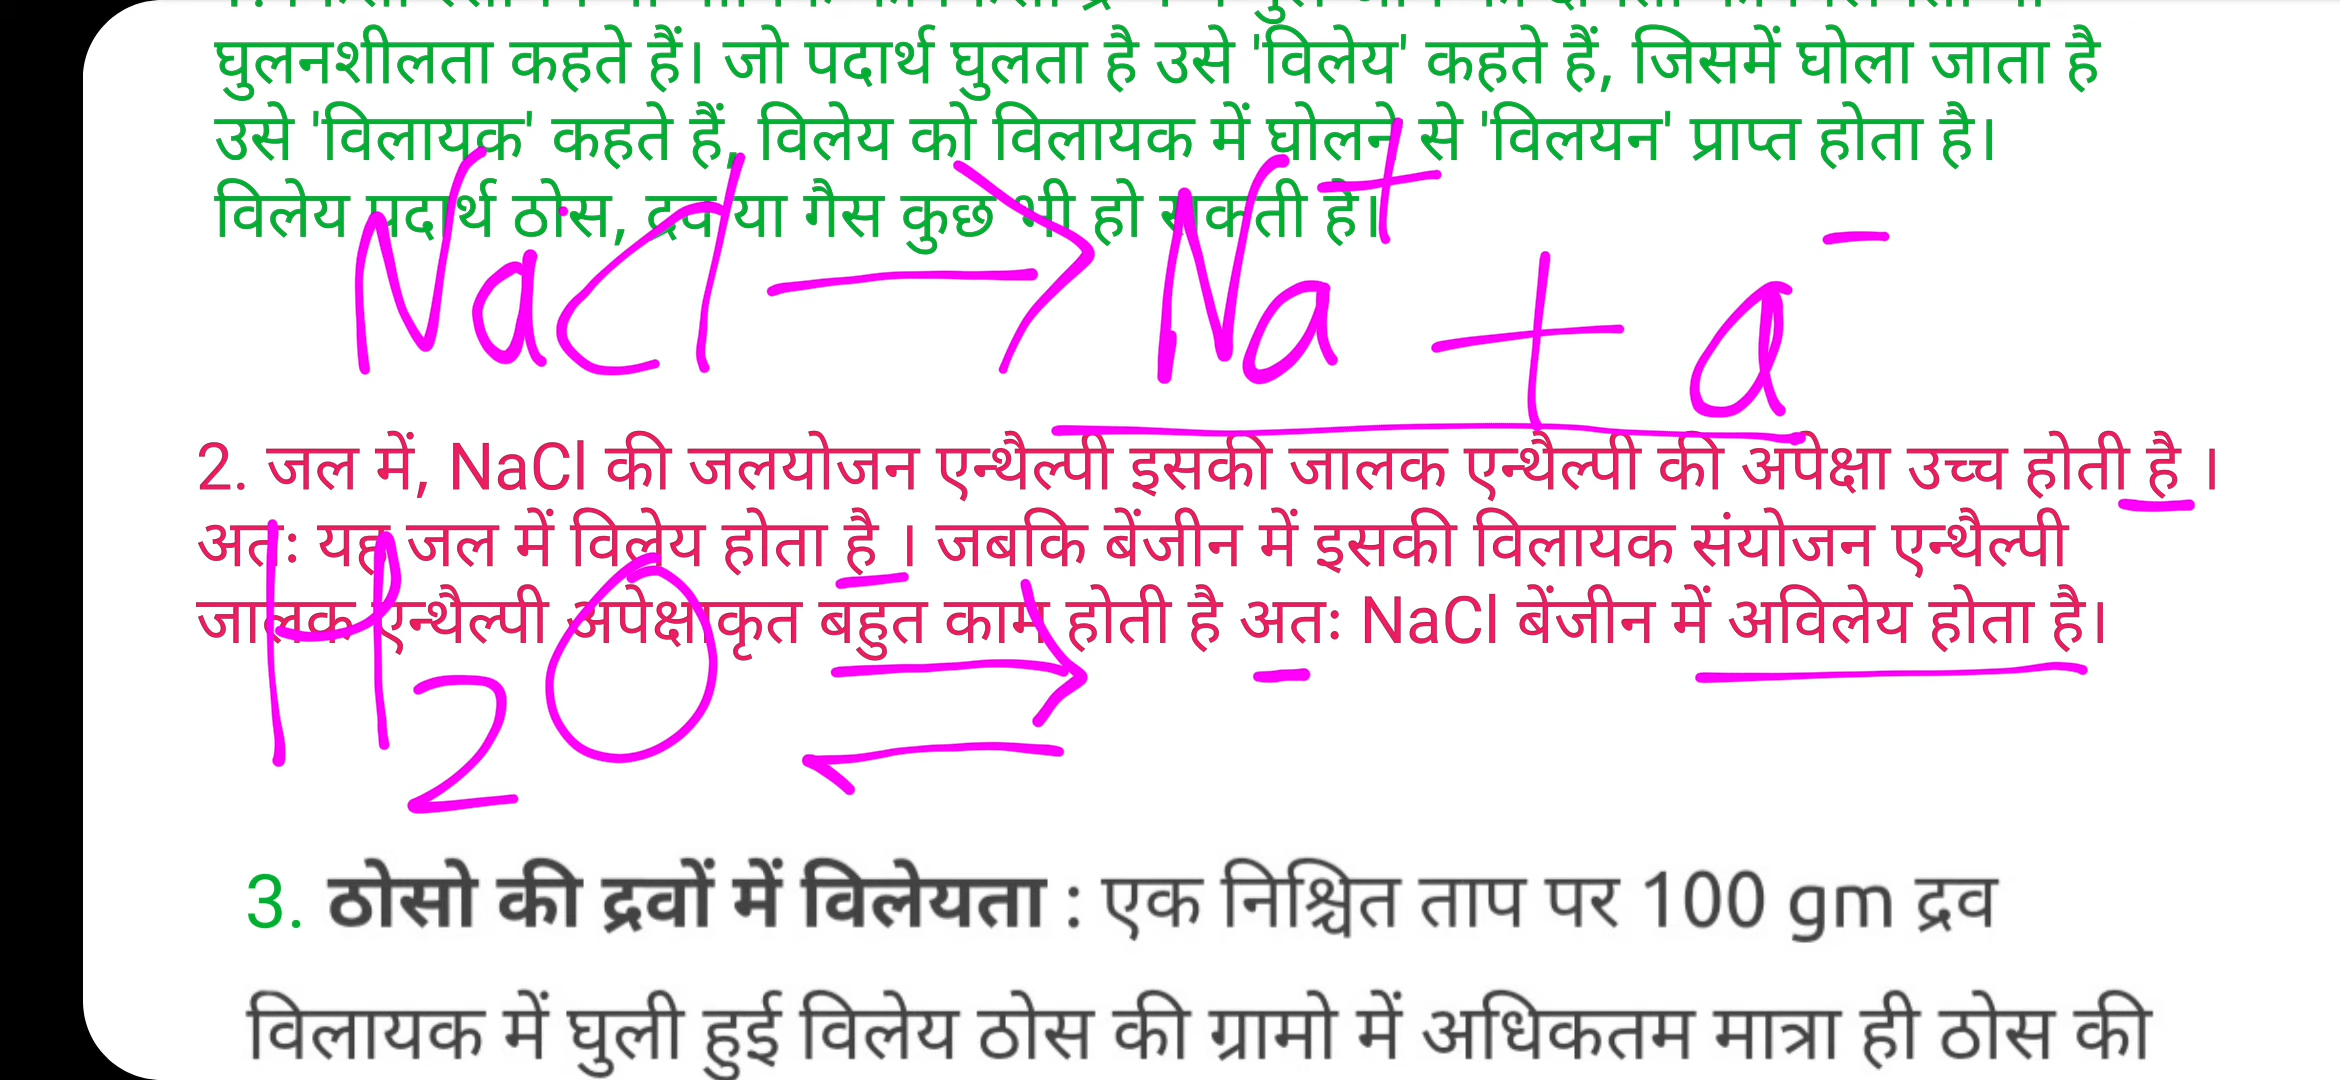 घुलनशीलता कहते हैं। जो पदार्थ घुलता है उसे 'विलेय' कहते हैं, जिसमें घोला जाता है
उसे 'विलायक' कहते हैं, विलेय को विलायक में घोलने से 'विलयन' प्राप्त होता है।
विलेय पदार्थ ठोस, द्रव या गैस कुछ भी हो सकती है।
NaCl → Na⁺ + Cl⁻
2. जल में, NaCl की जलयोजन एन्थैल्पी इसकी जालक एन्थैल्पी की अपेक्षा उच्च होती है ।
अतः यह जल में विलेय होता है । जबकि बेंजीन में इसकी विलायक संयोजन एन्थैल्पी
जालक एन्थैल्पी अपेक्षाकृत बहुत काम होती है अतः NaCl बेंजीन में अविलेय होता है।
H₂O ⇌
3. ठोसो की द्रवों में विलेयता : एक निश्चित ताप पर 100 gm द्रव
विलायक में घुली हुई विलेय ठोस की ग्रामो में अधिकतम मात्रा ही ठोस की